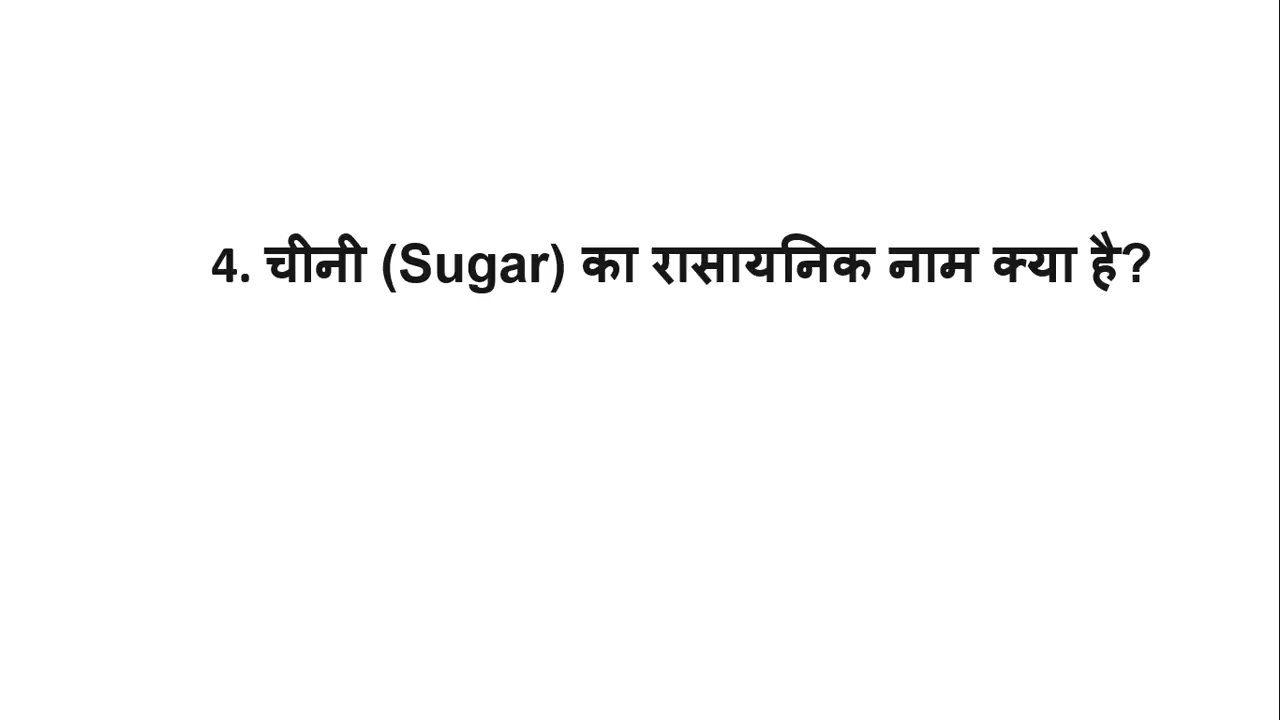 4. चीनी (Sugar) का रासायनिक नाम क्या है?